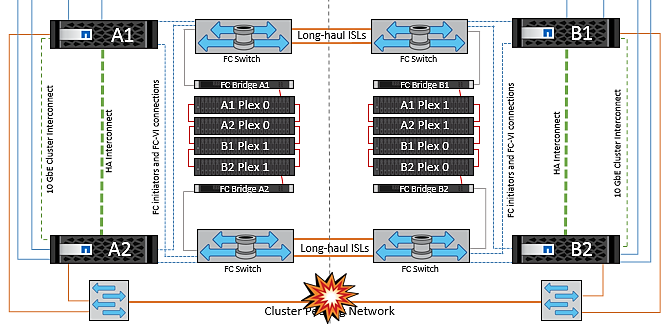 A1
Long-haul ISLs
B1
FC Switch
FC Switch
FC Bridge A1
FC Bridge B1
10 GbE Cluster Interconnect
HA Interconnect
FC initiators and FC-VI connections
A1 Plex 0
A2 Plex 0
B1 Plex 1
B2 Plex 1
A1 Plex 1
A2 Plex 1
B1 Plex 0
B2 Plex 0
FC initiators and FC-VI connections
HA Interconnect
10 GbE Cluster Interconnect
FC Bridge A2
FC Bridge B2
A2
Long-haul ISLs
B2
FC Switch
FC Switch
Cluster Network